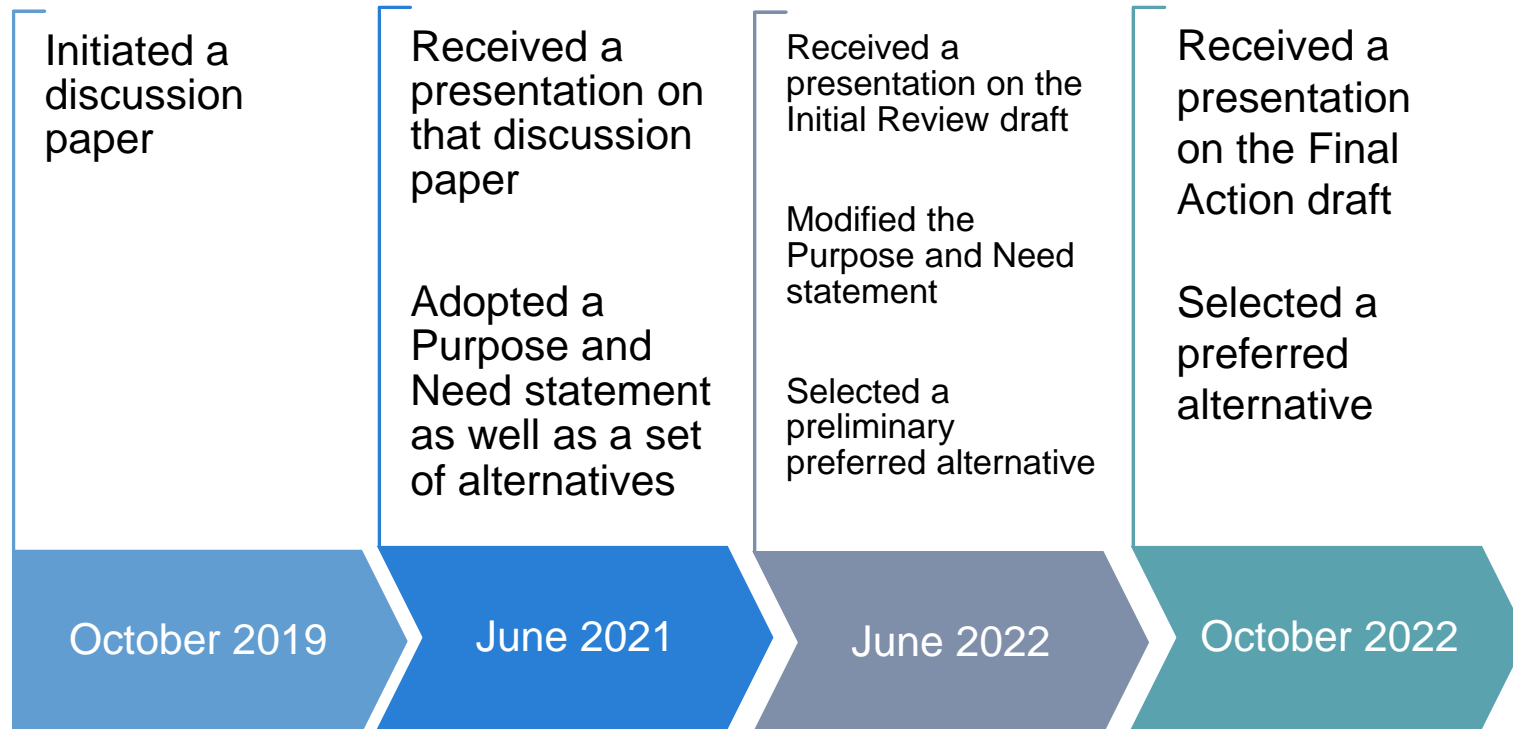 Initiated a
discussion
paper
Received a
presentation on
that discussion
paper
Adopted a
Purpose and
Need statement
as well as a set
of alternatives
Received a
presentation on the
Initial Review draft
Modified the
Purpose and Need
statement
Selected a
preliminary
preferred alternative
Received a
presentation
on the Final
Action draft
Selected a
preferred
alternative
October 2019
June 2021
June 2022
October 2022